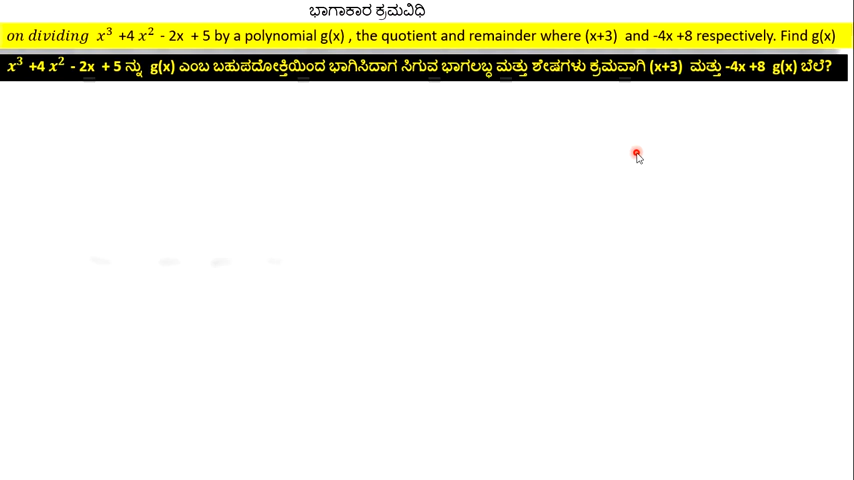 ಭಾಗಾಕಾರ ಕ್ರಮವಿಧಿ
on dividing x³ +4 x² - 2x + 5 by a polynomial g(x) , the quotient and remainder where (x+3) and -4x +8 respectively. Find g(x)
x³ +4 x² - 2x + 5 ನ್ನು g(x) ಎಂಬ ಬಹುಪದೋಕ್ತಿಯಿಂದ ಭಾಗಿಸಿದಾಗ ಸಿಗುವ ಭಾಗಲಬ್ಧ ಮತ್ತು ಶೇಷಗಳು ಕ್ರಮವಾಗಿ (x+3) ಮತ್ತು -4x +8 g(x) ಬೆಲೆ?